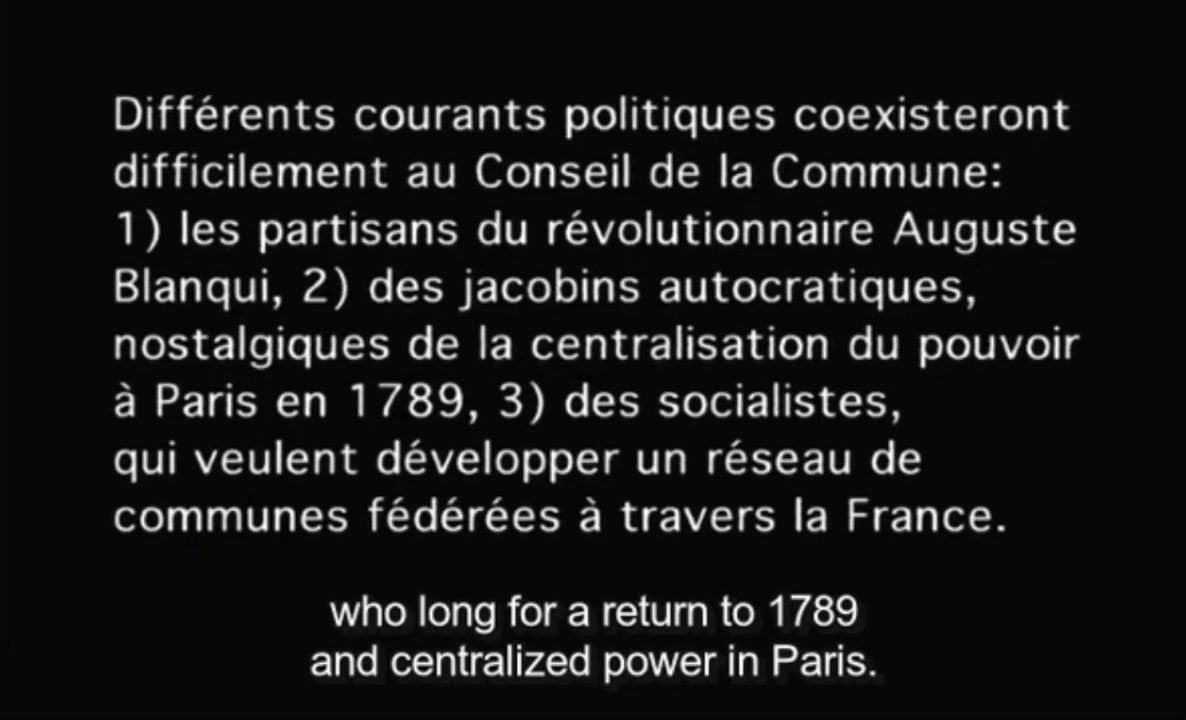 Différents courants politiques coexisteront
difficilement au Conseil de la Commune:
1) les partisans du révolutionnaire Auguste
Blanqui, 2) des jacobins autocratiques,
nostalgiques de la centralisation du pouvoir
à Paris en 1789, 3) des socialistes,
qui veulent développer un réseau de
communes fédérées à travers la France.
who long for a return to 1789
and centralized power in Paris.